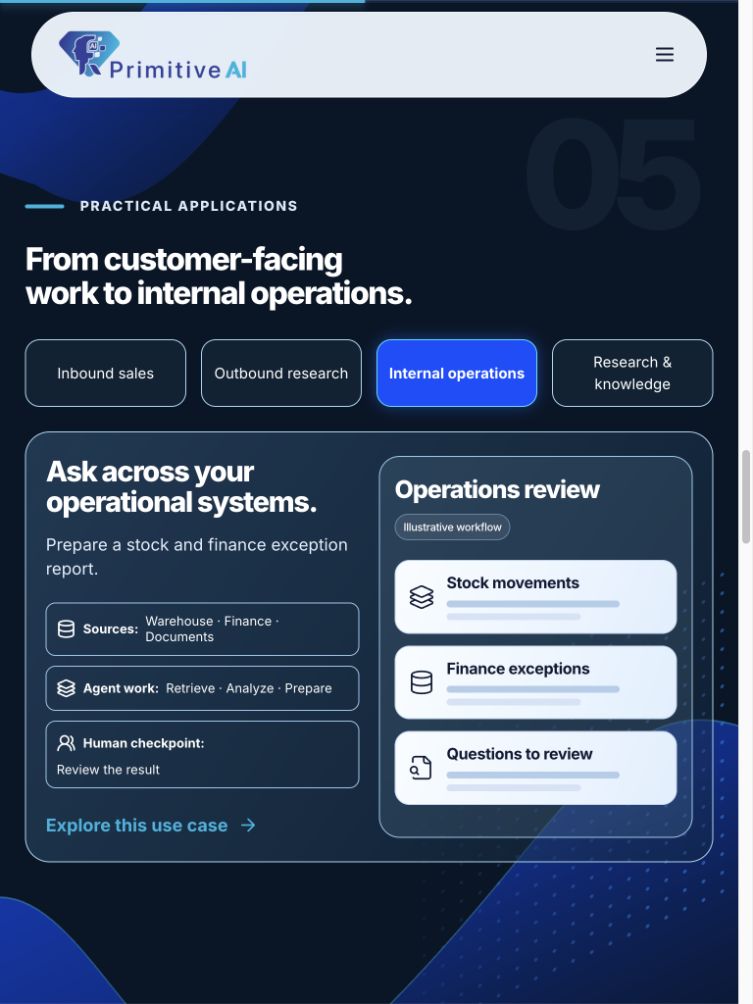 AI
Primitive AI
05
PRACTICAL APPLICATIONS
From customer-facing
work to internal operations.
Inbound sales
Outbound research
Internal operations
Research &
knowledge
Ask across your
operational systems.
Prepare a stock and finance exception
report.
Sources: Warehouse · Finance ·
Documents
Agent work: Retrieve · Analyze · Prepare
Human checkpoint:
Review the result
Explore this use case →
Operations review
Illustrative workflow
Stock movements
Finance exceptions
Questions to review